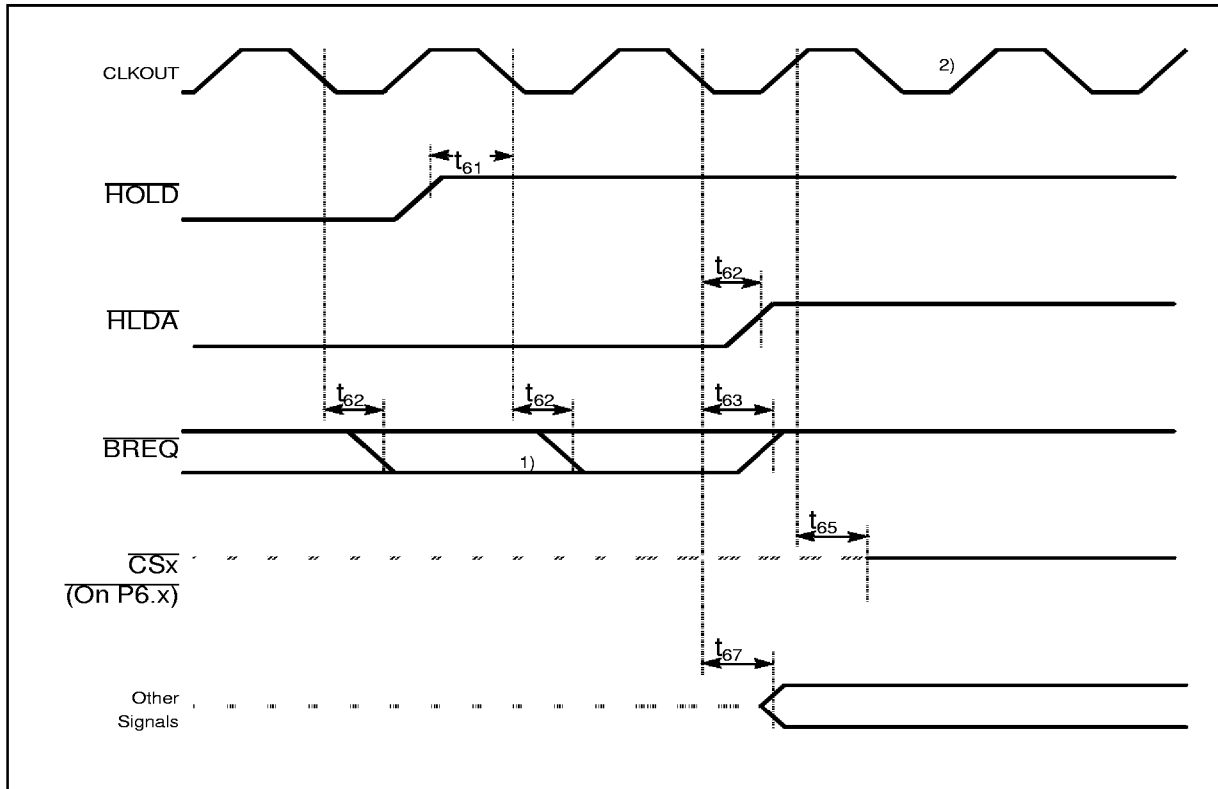 CLKOUT
2)
t61
HOLD
t62
HLDA
t62
t62
t63
BREQ
1)
t65
CSx
(On P6.x)
t67
Other
Signals